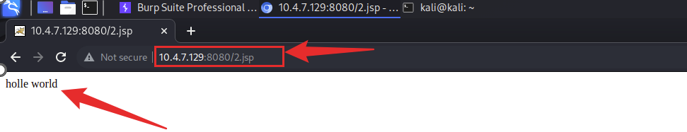 Burp Suite Professional ...
10.4.7.129:8080/2.jsp - ...
kali@kali: ~
10.4.7.129:8080/2.jsp
Not secure
10.4.7.129:8080/2.jsp
holle world